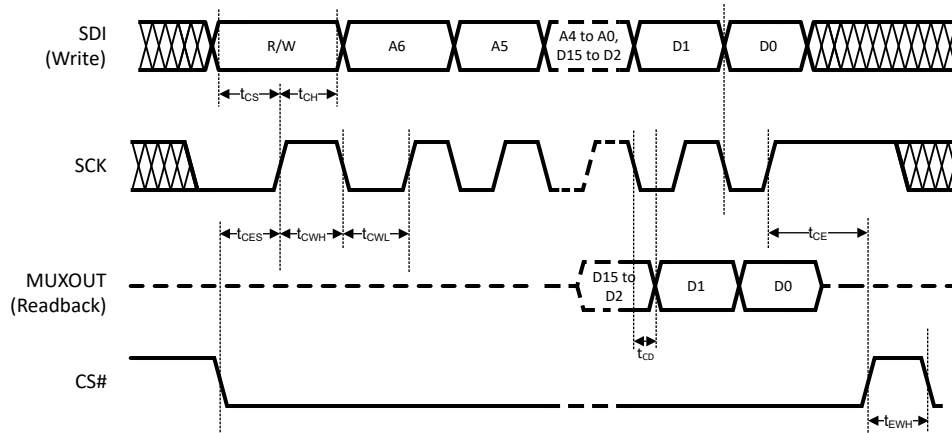 SDI
(Write)
R/W
A6
A5
A4 to A0,
D15 to D2
D1
D0
tCS
tCH
SCK
tCES
tCWH
tCWL
tCE
MUXOUT
(Readback)
D15 to
D2
D1
D0
tCD
CS#
tEWH